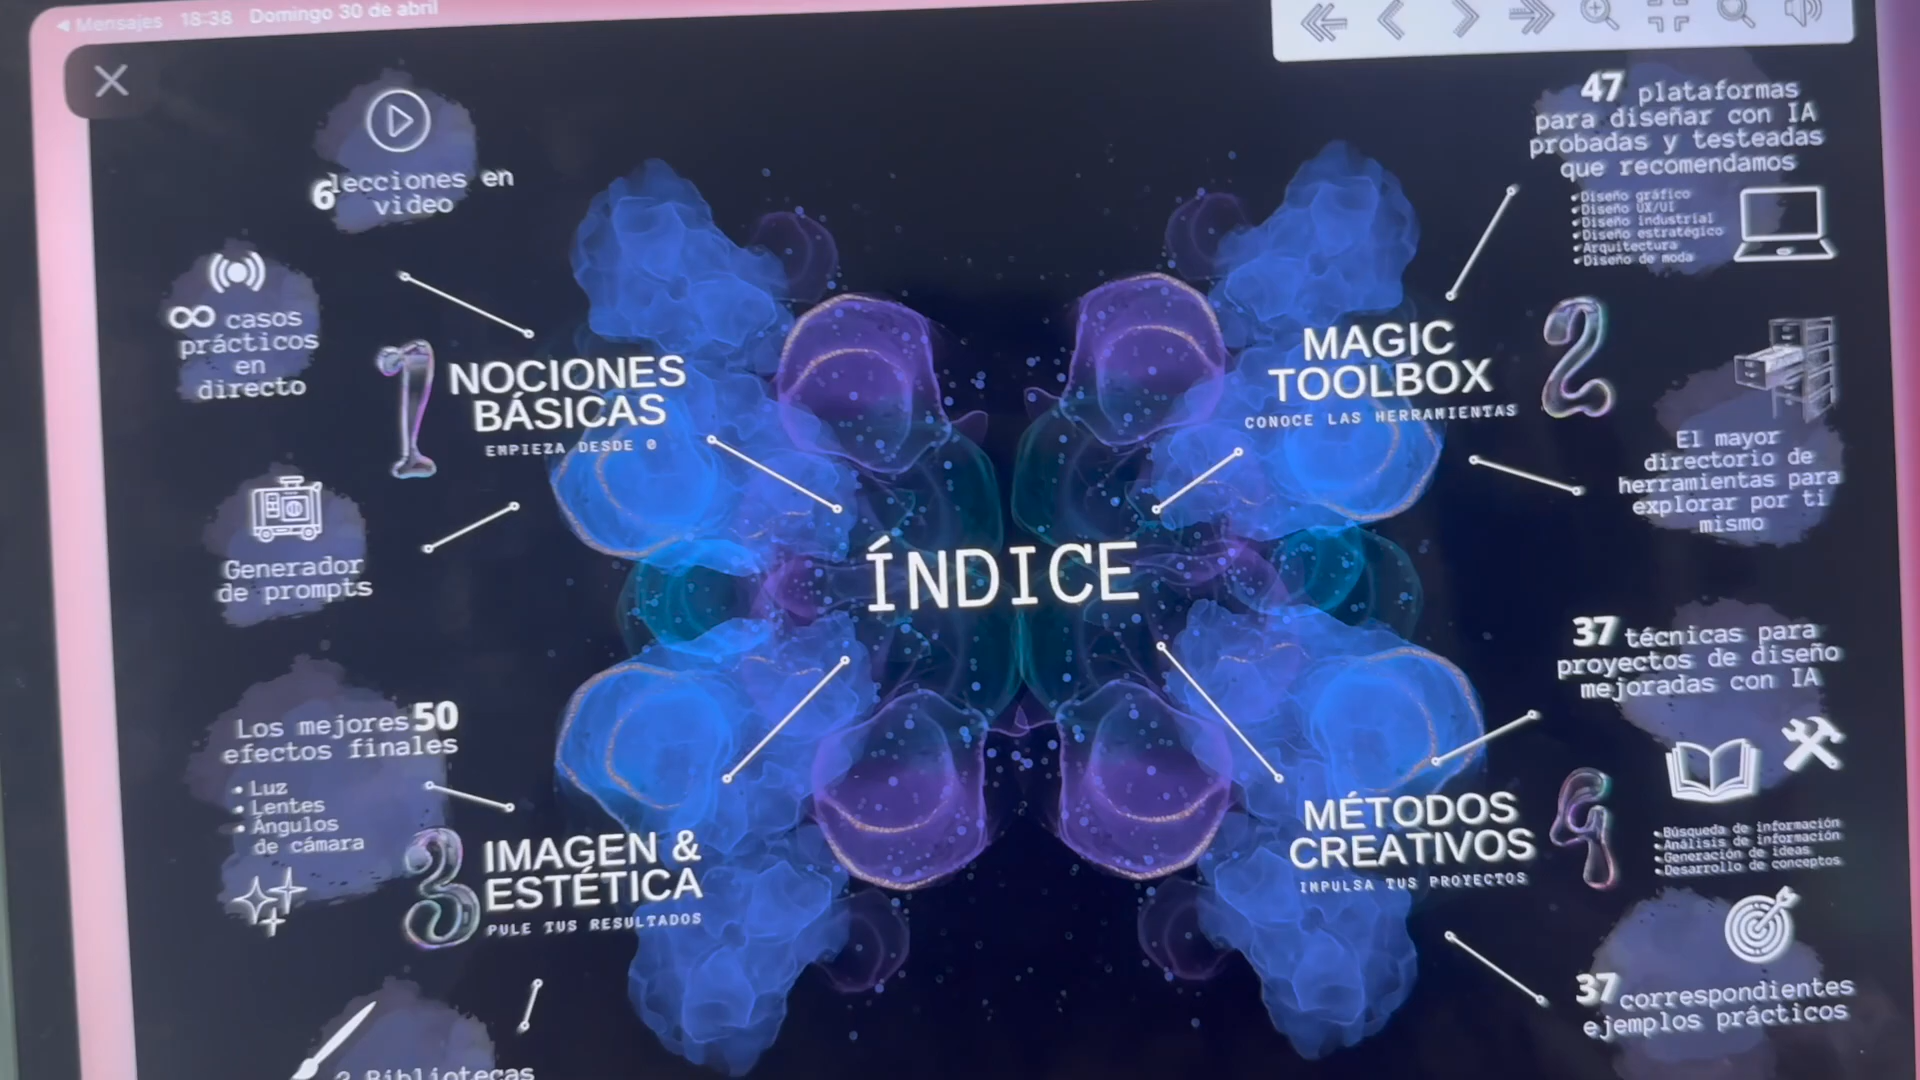 Mensajes 18:38 Domingo 30 de abril
6 lecciones en
video
∞ casos
prácticos
en
directo
1
NOCIONES
BÁSICAS
EMPIEZA DESDE 0
Generador
de prompts
47 plataformas
para diseñar con IA
probadas y testeadas
que recomendamos
• Diseño gráfico
• Diseño UX/UI
• Diseño industrial
• Diseño estratégico
• Arquitectura
• Diseño de moda
MAGIC
TOOLBOX
2
CONOCE LAS HERRAMIENTAS
El mayor
directorio de
herramientas para
explorar por ti
mismo
ÍNDICE
Los mejores 50
efectos finales
• Luz
• Lentes
• Ángulos
de cámara
3
IMAGEN &
ESTÉTICA
PULE TUS RESULTADOS
Bibliotecas
37 técnicas para
proyectos de diseño
mejoradas con IA
MÉTODOS
CREATIVOS
4
IMPULSA TUS PROYECTOS
• Búsqueda de información
• Análisis de información
• Generación de ideas
• Desarrollo de conceptos
37 correspondientes
ejemplos prácticos